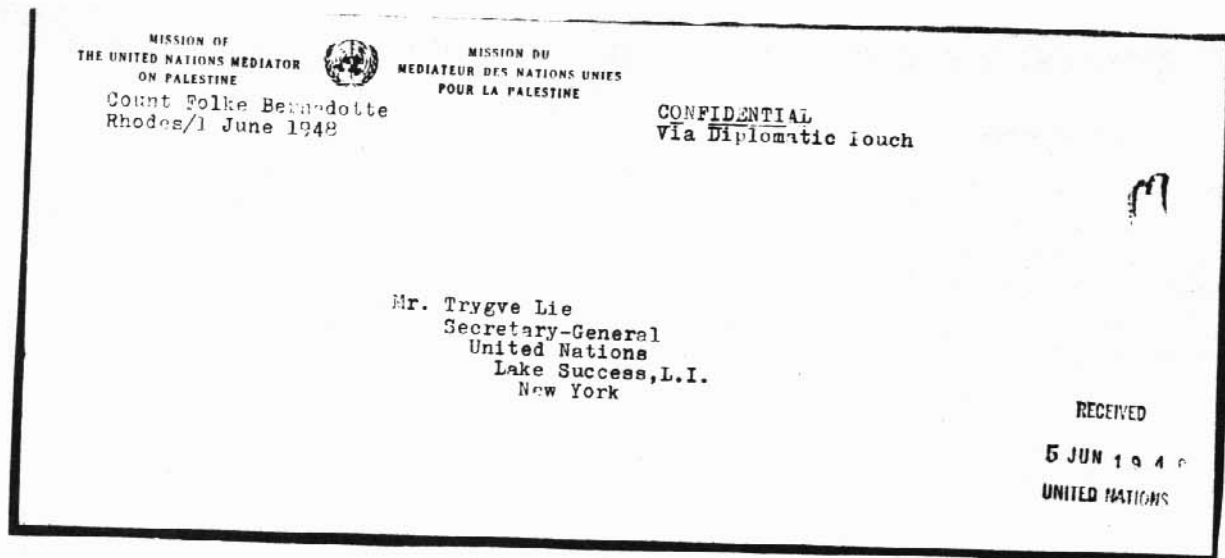 MISSION OF
THE UNITED NATIONS MEDIATOR
ON PALESTINE
MISSION DU
MEDIATEUR DES NATIONS UNIES
POUR LA PALESTINE
Count Folke Bernadotte
Rhodes/1 June 1948
CONFIDENTIAL
Via Diplomatic Pouch
Mr. Trygve Lie
Secretary-General
United Nations
Lake Success,L.I.
New York
RECEIVED
5 JUN 194
UNITED NATIONS